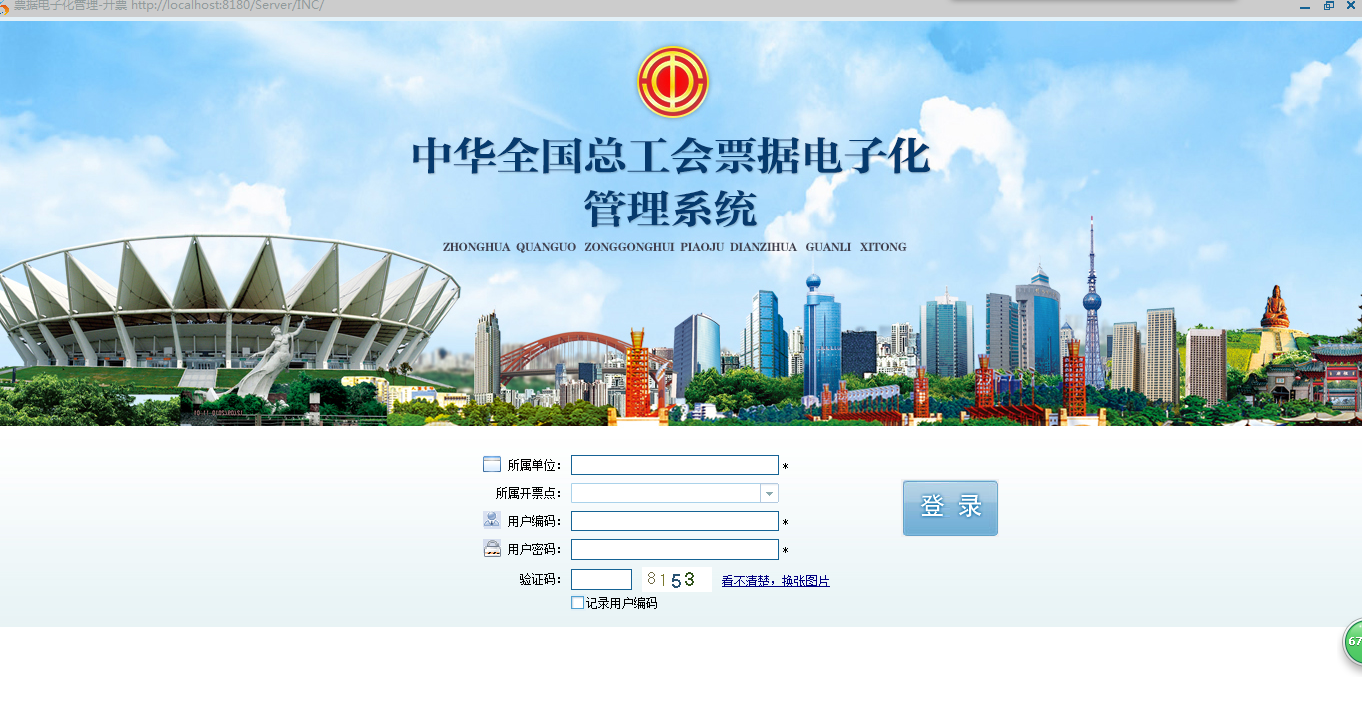 票据电子化管理-开票 http://localhost:8180/Server/INC/
中华全国总工会票据电子化
管理系统
ZHONGHUA QUANGUO ZONGGONGHUI PIAOJU DIANZIHUA GUANLI XITONG
所属单位： *
所属开票点：
用户编码： *
登 录
用户密码： *
验证码： 8153 看不清楚，换张图片
记录用户编码
67